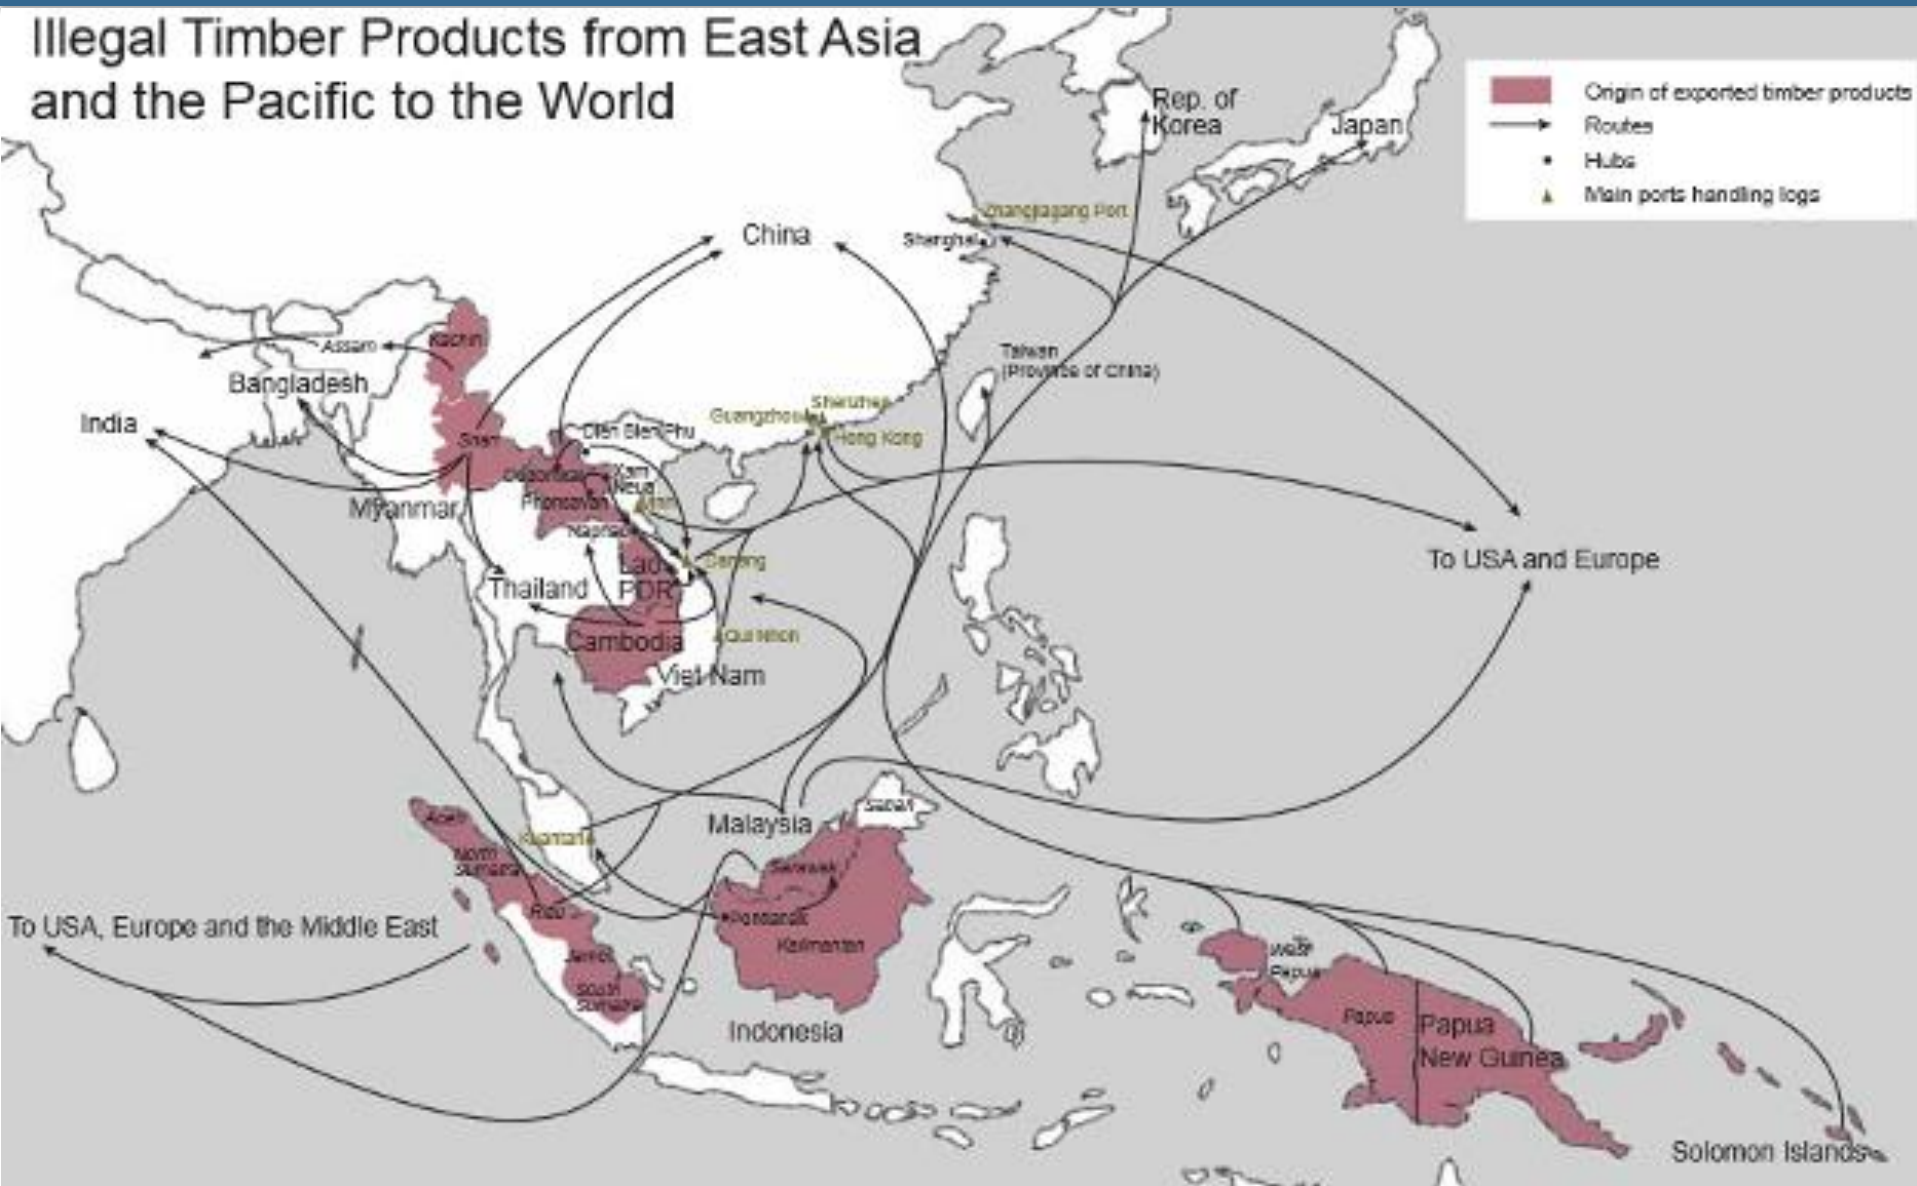 Illegal Timber Products from East Asia
and the Pacific to the World
Origin of exported timber products
Routes
Hubs
Main ports handling logs
Rep. of
Korea
Japan
Zhangjiagang Port
Shanghai
China
Taiwan
(Province of China)
Kachin
Assam
Bangladesh
India
Shan
Myanmar
Dien Bien Phu
Guangzhou
Shenzhen
Hong Kong
Xam
Neua
Phonsavan
Vinh
Lao
PDR
Danang
Thailand
Cambodia
Qui Nhon
Viet Nam
To USA and Europe
Malaysia
Sabah
Kuantan
Sarawak
Aceh
North
Sumatra
Riau
Jambi
South
Sumatra
Pontianak
Kalimantan
Indonesia
To USA, Europe and the Middle East
West
Papua
Papua
Papua
New Guinea
Solomon Islands